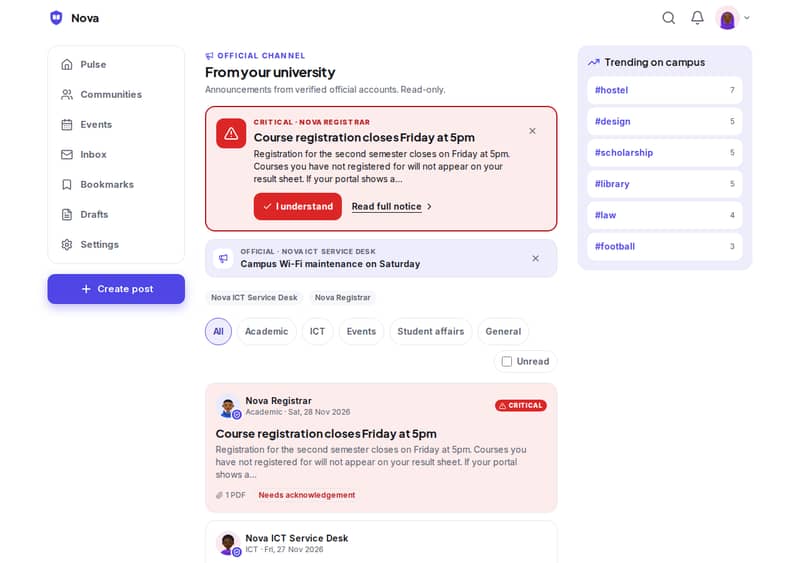 Nova
Pulse
Communities
Events
Inbox
Bookmarks
Drafts
Settings
Create post
OFFICIAL CHANNEL
From your university
Announcements from verified official accounts. Read-only.
CRITICAL · NOVA REGISTRAR
Course registration closes Friday at 5pm
Registration for the second semester closes on Friday at 5pm.
Courses you have not registered for will not appear on your
result sheet. If your portal shows a...
I understand
Read full notice
OFFICIAL · NOVA ICT SERVICE DESK
Campus Wi-Fi maintenance on Saturday
Nova ICT Service Desk
Nova Registrar
All
Academic
ICT
Events
Student affairs
General
Unread
Nova Registrar
Academic · Sat, 28 Nov 2026
CRITICAL
Course registration closes Friday at 5pm
Registration for the second semester closes on Friday at 5pm. Courses you
have not registered for will not appear on your result sheet. If your portal
shows a...
1 PDF
Needs acknowledgement
Nova ICT Service Desk
ICT · Fri, 27 Nov 2026
Trending on campus
#hostel 7
#design 5
#scholarship 5
#library 5
#law 4
#football 3